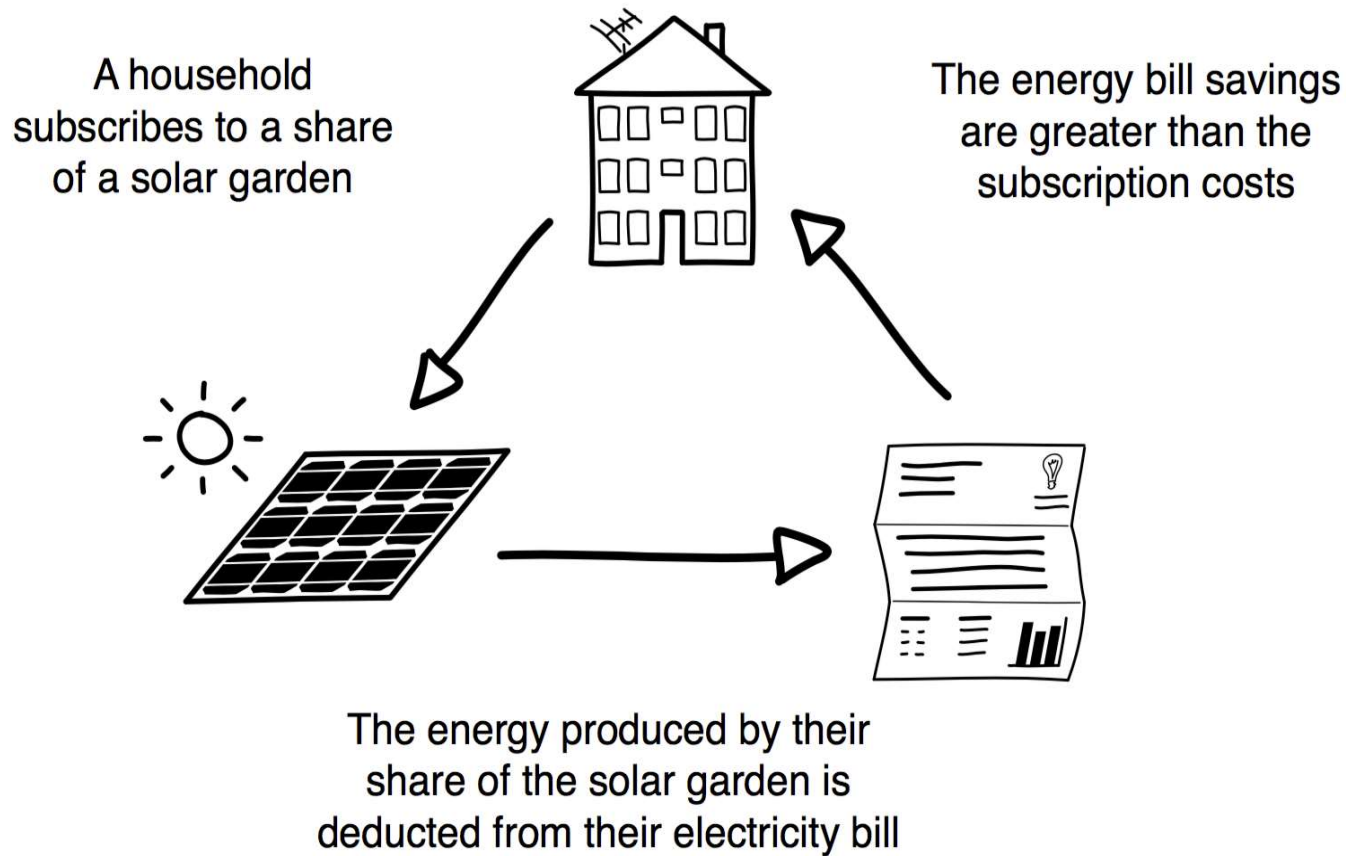 A household
subscribes to a share
of a solar garden
The energy bill savings
are greater than the
subscription costs
The energy produced by their
share of the solar garden is
deducted from their electricity bill